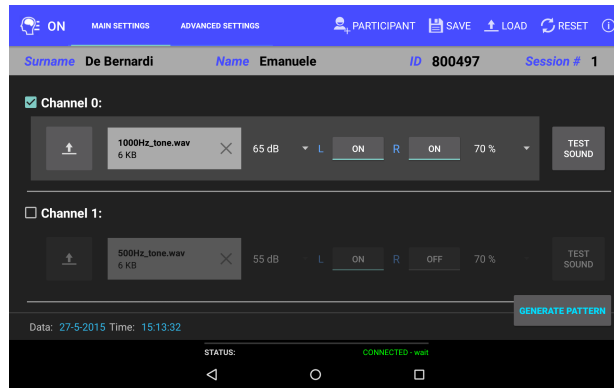 ON MAIN SETTINGS ADVANCED SETTINGS PARTICIPANT SAVE LOAD RESET
Surname De Bernardi Name Emanuele ID 800497 Session # 1
Channel 0:
1000Hz_tone.wav
6 KB
65 dB L ON R ON 70 %
TEST
SOUND
Channel 1:
500Hz_tone.wav
6 KB
55 dB L ON R OFF 70 %
TEST
SOUND
GENERATE PATTERN
Data: 27-5-2015 Time: 15:13:32
STATUS: CONNECTED - wait